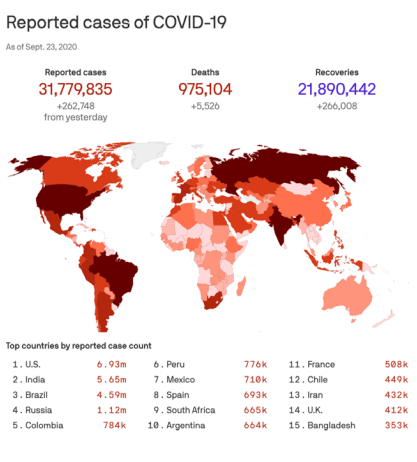 Reported cases of COVID-19
As of Sept. 23, 2020
Reported cases
31,779,835
+262,748
from yesterday
Deaths
975,104
+5,526
Recoveries
21,890,442
+266,008
Top countries by reported case count
1. U.S. 6.93m
2. India 5.65m
3. Brazil 4.59m
4. Russia 1.12m
5. Colombia 784k
6. Peru 776k
7. Mexico 710k
8. Spain 693k
9. South Africa 665k
10. Argentina 664k
11. France 508k
12. Chile 449k
13. Iran 432k
14. U.K. 412k
15. Bangladesh 353k